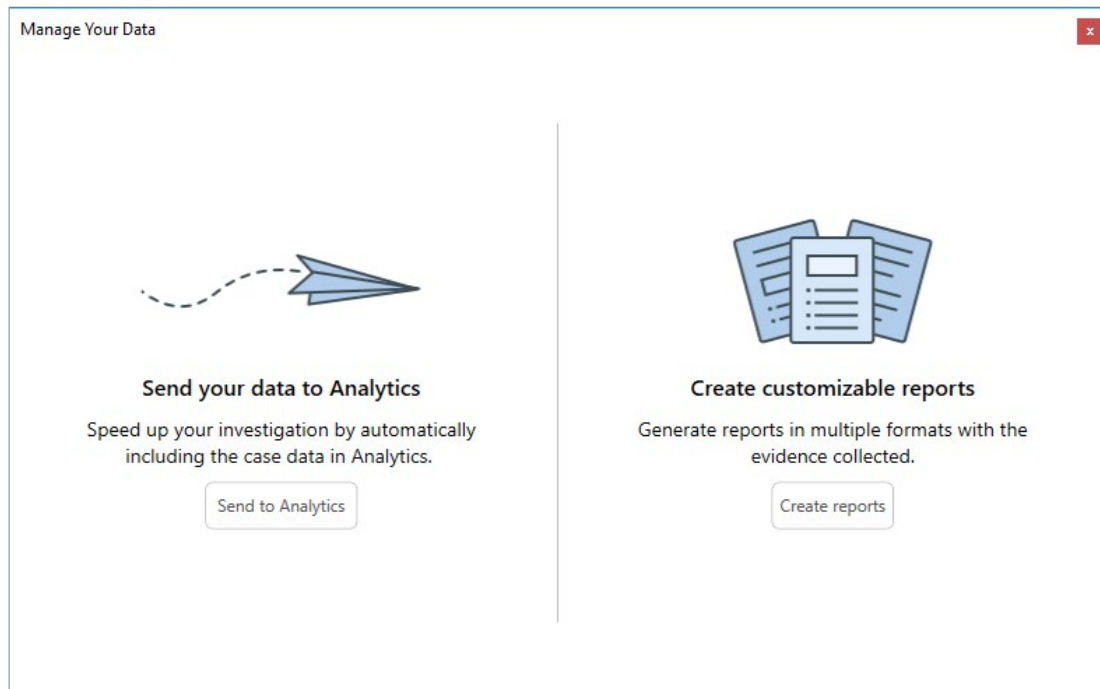 Manage Your Data
x
Send your data to Analytics
Speed up your investigation by automatically
including the case data in Analytics.
Send to Analytics
Create customizable reports
Generate reports in multiple formats with the
evidence collected.
Create reports